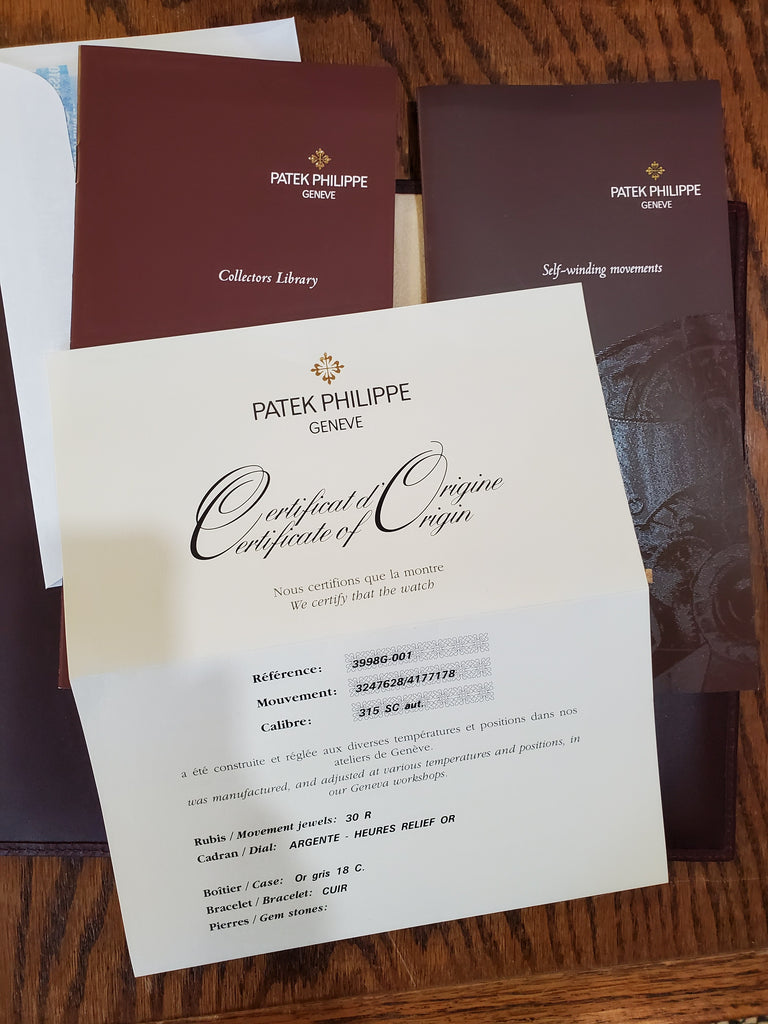 PATEK PHILIPPE
GENEVE
Collectors Library
PATEK PHILIPPE
GENEVE
Self-winding movements
PATEK PHILIPPE
GENEVE
Certificat d'Origine
Certificate of Origin
Nous certifions que la montre
We certify that the watch
Référence: 3998G-001
Mouvement: 3247628/4177178
Calibre: 315 SC aut.
a été construite et réglée aux diverses températures et positions dans nos
ateliers de Genève.
was manufactured, and adjusted at various temperatures and positions, in
our Geneva workshops.
Rubis / Movement jewels: 30 R
Cadran / Dial: ARGENTE - HEURES RELIEF OR
Boîtier / Case: Or gris 18 C.
Bracelet / Bracelet: CUIR
Pierres / Gem stones: